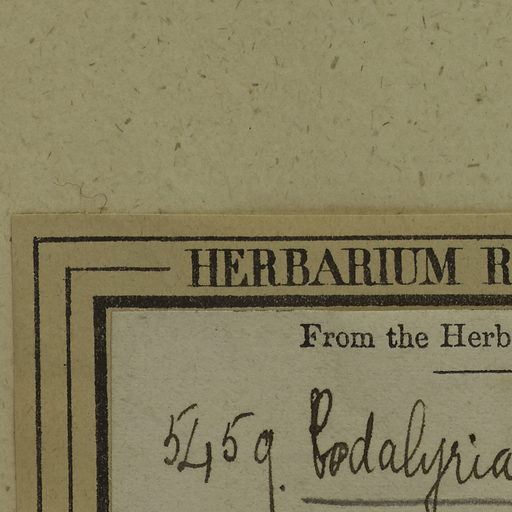 HERBARIUM R
From the Herb
5459. Podalyria